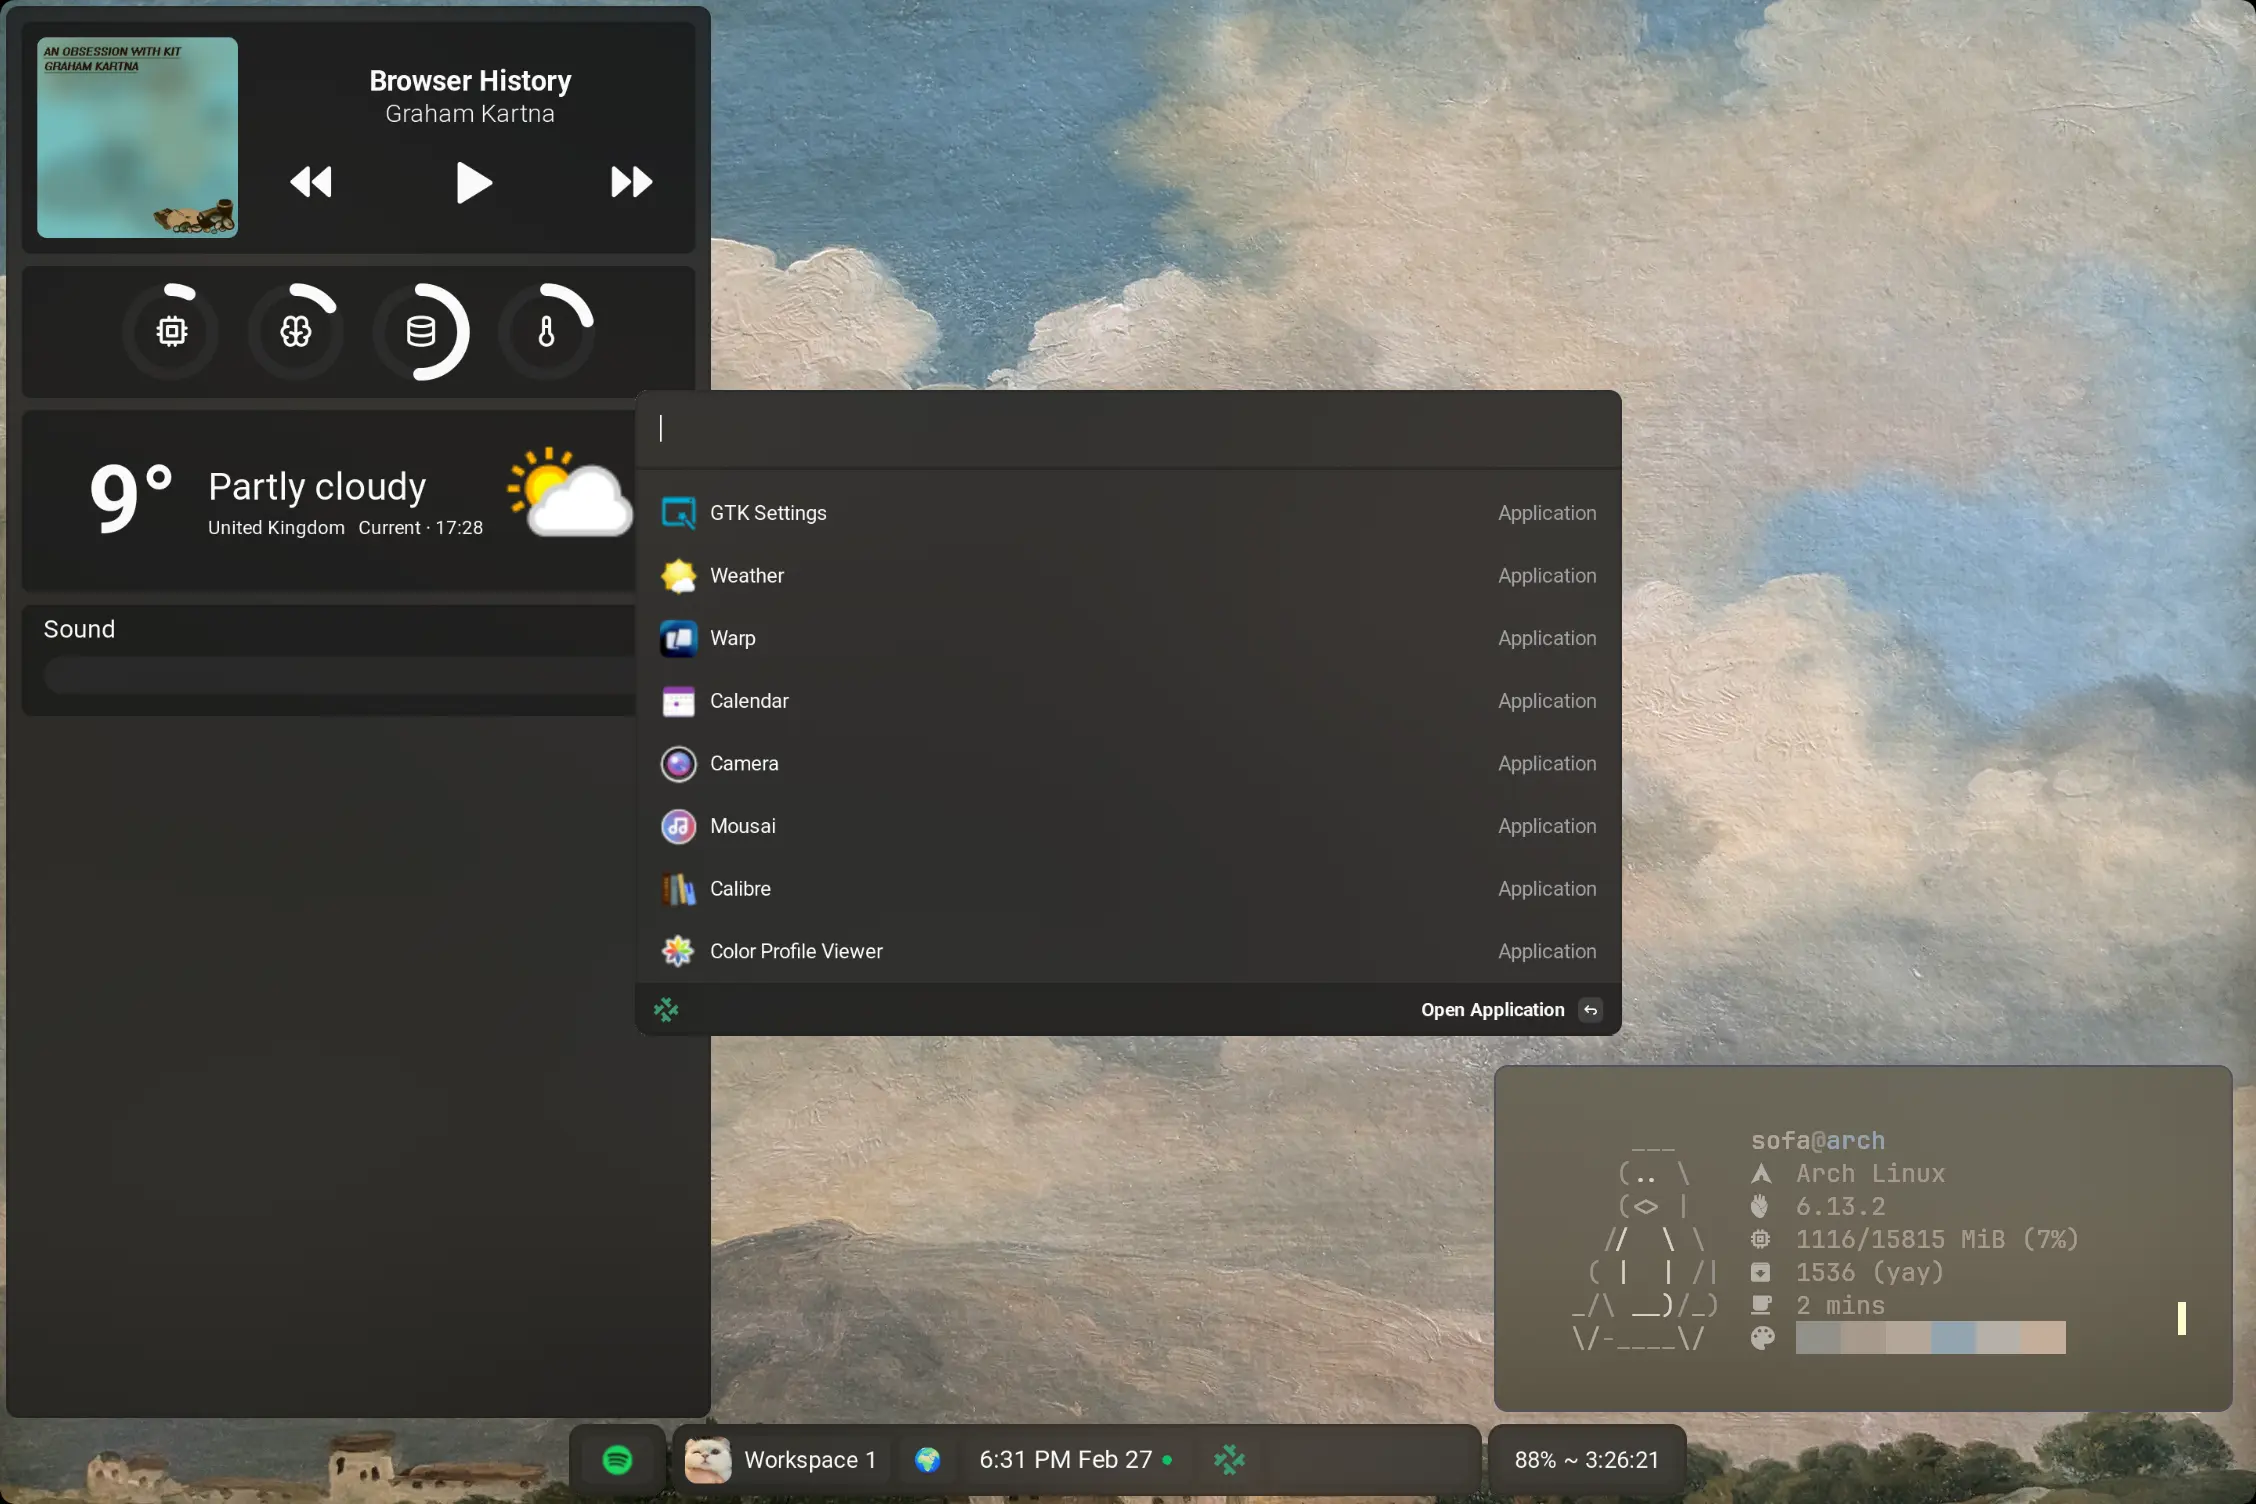 AN OBSESSION WITH KIT
GRAHAM KARTNA
Browser History
Graham Kartna
9°
Partly cloudy
United Kingdom Current · 17:28
Sound
GTK Settings Application
Weather Application
Warp Application
Calendar Application
Camera Application
Mousai Application
Calibre Application
Color Profile Viewer Application
Open Application
sofa@arch
Arch Linux
6.13.2
1116/15815 MiB (7%)
1536 (yay)
2 mins
Workspace 1
6:31 PM Feb 27
88% ~ 3:26:21